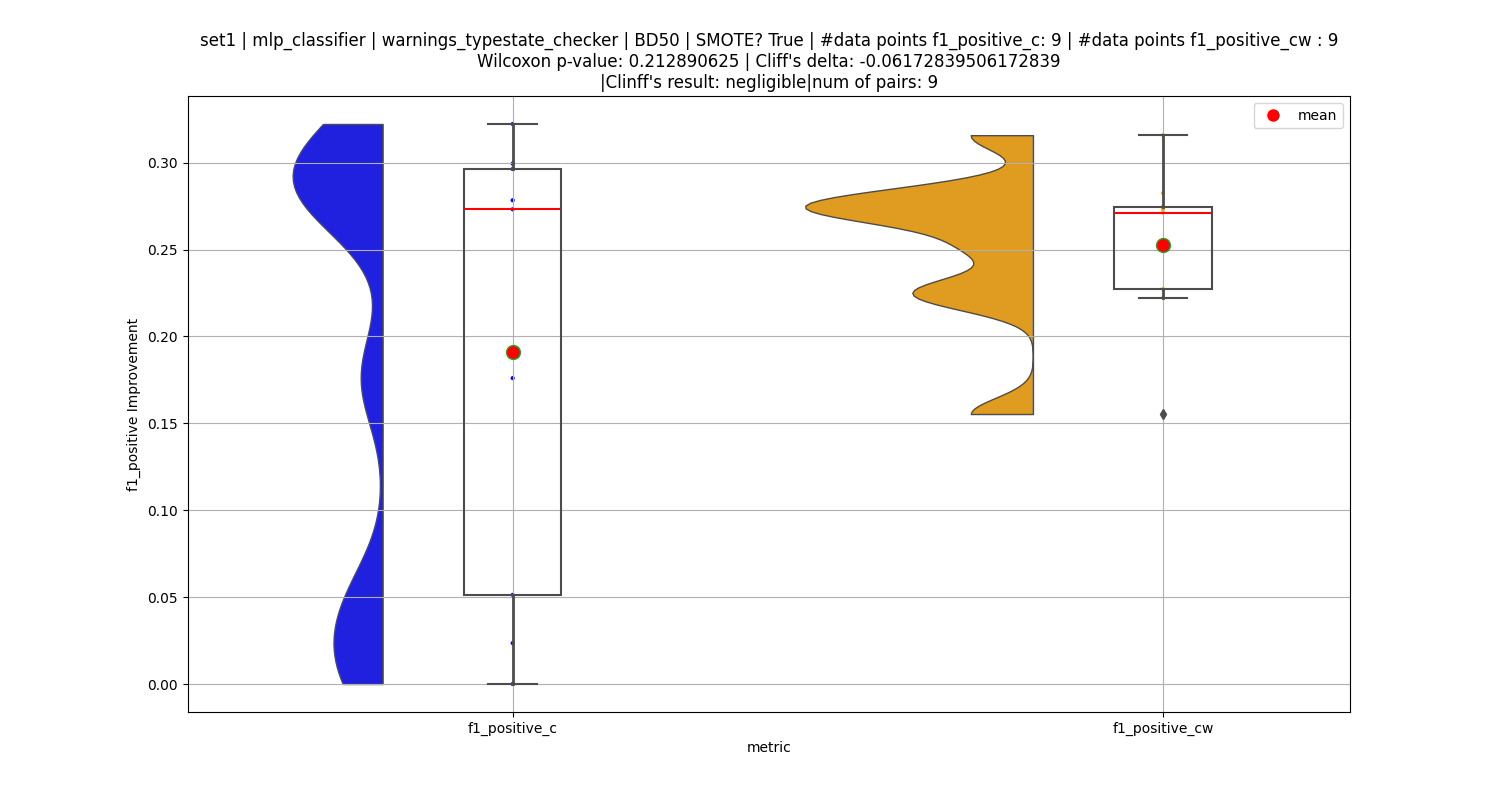 set1 | mlp_classifier | warnings_typestate_checker | BD50 | SMOTE? True | #data points f1_positive_c: 9 | #data points f1_positive_cw : 9
Wilcoxon p-value: 0.212890625 | Cliff's delta: -0.06172839506172839
|Clinff's result: negligible|num of pairs: 9
mean
0.30
0.25
0.20
0.15
0.10
0.05
0.00
f1_positive Improvement
f1_positive_c
f1_positive_cw
metric